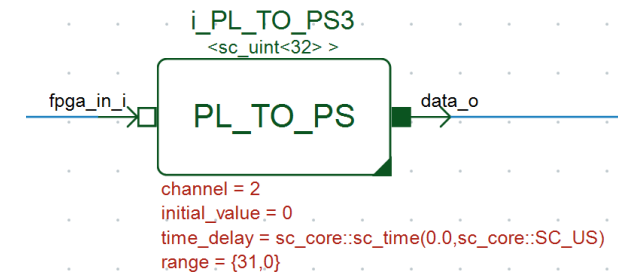 i_PL_TO_PS3
<sc_uint<32> >
fpga_in_i
PL_TO_PS
data_o
channel = 2
initial_value = 0
time_delay = sc_core::sc_time(0.0,sc_core::SC_US)
range = {31,0}